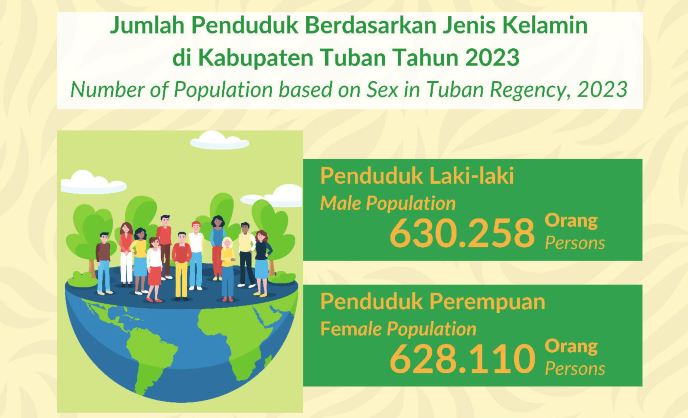 Jumlah Penduduk Berdasarkan Jenis Kelamin
di Kabupaten Tuban Tahun 2023
Number of Population based on Sex in Tuban Regency, 2023
Penduduk Laki-laki
Male Population
630.258 Orang
Persons
Penduduk Perempuan
Female Population
628.110 Orang
Persons